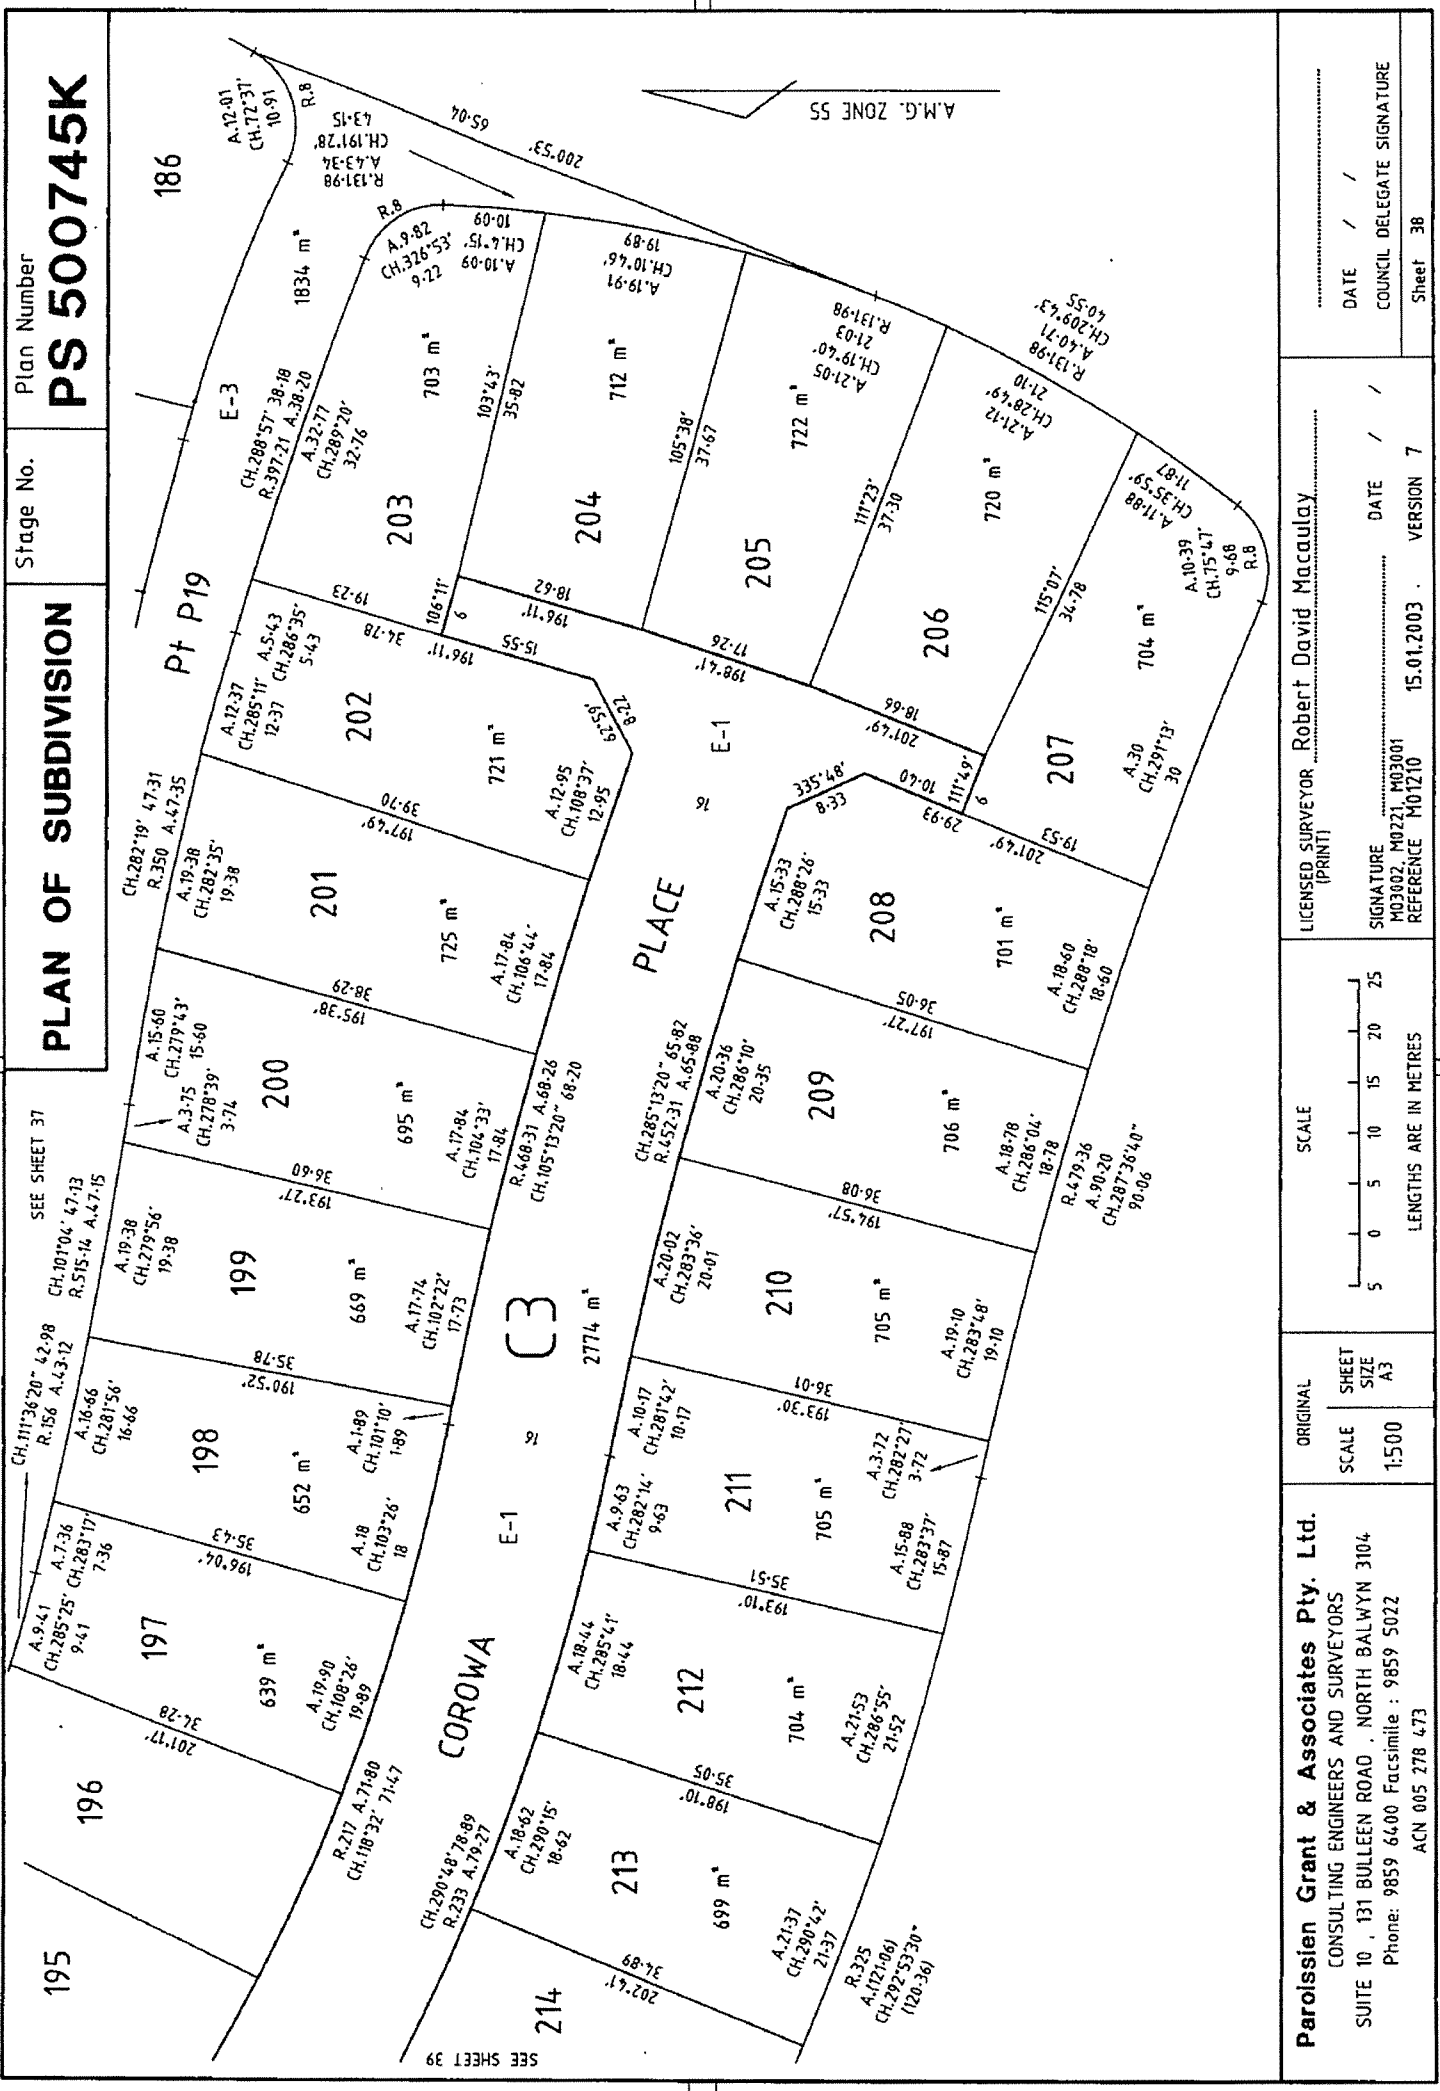 PLAN OF SUBDIVISION
Stage No.
Plan Number
PS 500745K
SEE SHEET 37
195
196
201°17'
34·28
197
639 m²
A.9·41
CH.285°25'
9·41
A.7·36
CH.283°17'
7·36
A.19·90
CH.108°26'
19·89
CH.111°36'20" 42·98
R.156 A.43·12
196°04'
35·43
198
652 m²
A.16·66
CH.281°56'
16·66
A.18
CH.103°26'
18
A.1·89
CH.101°10'
1·89
190°52'
35·78
CH.101°04' 47·13
R.515·14 A.47·15
199
669 m²
A.19·38
CH.279°56'
19·38
A.17·74
CH.102°22'
17·73
193°27'
36·60
200
695 m²
A.3·75
CH.278°39'
3·74
A.15·60
CH.279°43'
15·60
A.17·84
CH.104°33'
17·84
195°38'
38·29
201
725 m²
A.19·38
CH.282°35'
19·38
A.17·84
CH.106°44'
17·84
CH.282°19' 47·31
R.350 A.47·35
197°49'
39·70
202
721 m²
A.12·37
CH.285°11'
12·37
A.5·43
CH.286°35'
5·43
A.12·95
CH.108°37'
12·95
62°59'
8·22
196°11'
15·55
34·78
19·23
106°11'
6
Pt P19
E-3
1834 m²
186
CH.288°57' 38·18
R.397·21 A.38·20
A.32·77
CH.289°20'
32·76
203
703 m²
A.9·82
CH.326°53'
9·22
R.8
A.10·09
CH.4°15'
10·09
A.12·01
CH.72°37'
10·91
R.8
R.131·98
A.43·34
CH.191°28'
43·15
65·04
200°53'
A.M.G. ZONE 55
103°43'
35·82
204
712 m²
A.19·91
CH.10°46'
19·89
18·62
196°11'
105°38'
37·67
205
722 m²
A.21·05
CH.19°40'
21·03
R.131·98
17·26
198°41'
111°23'
37·30
206
720 m²
A.21·12
CH.28°49'
21·10
R.131·98
A.40·71
CH.209°43'
40·55
18·66
201°49'
115°07'
34·78
207
704 m²
A.11·88
CH.35°59'
11·87
A.10·39
CH.75°47'
9·68
R.8
A.30
CH.291°13'
30
111°49'
6
10·40
29·93
201°49'
19·53
335°48'
8·33
208
701 m²
A.15·33
CH.288°26'
15·33
A.18·60
CH.288°18'
18·60
197°27'
36·05
209
706 m²
A.20·36
CH.286°10'
20·35
A.18·78
CH.286°04'
18·78
194°57'
36·08
R.479·36
A.90·20
CH.287°36'40"
90·06
210
705 m²
A.20·02
CH.283°36'
20·01
A.19·10
CH.283°48'
19·10
193°30'
36·01
211
705 m²
A.9·63
CH.282°14'
9·63
A.10·17
CH.281°42'
10·17
A.15·88
CH.283°37'
15·87
A.3·72
CH.282°27'
3·72
193°10'
35·51
212
704 m²
A.18·44
CH.285°41'
18·44
A.21·53
CH.286°55'
21·52
198°10'
35·05
213
699 m²
A.18·62
CH.290°15'
18·62
A.21·37
CH.290°42'
21·37
202°41'
34·89
214
R.325
A.(121·06)
CH.292°53'30"
(120·36)
SEE SHEET 39
COROWA PLACE
C3
2774 m²
E-1
16
E-1
16
R.217 A.71·80
CH.118°32' 71·47
CH.290°48' 78·89
R.233 A.79·27
R.468·31 A.68·26
CH.105°13'20" 68·20
CH.285°13'20" 65·82
R.452·31 A.65·88
Paroissien Grant & Associates Pty. Ltd.
CONSULTING ENGINEERS AND SURVEYORS
SUITE 10 , 131 BULLEEN ROAD , NORTH BALWYN 3104
Phone: 9859 6400 Facsimile : 9859 5022
ACN 005 278 473
ORIGINAL
SCALE
1:500
SHEET
SIZE
A3
SCALE
5 0 5 10 15 20 25
LENGTHS ARE IN METRES
LICENSED SURVEYOR Robert David Macaulay
(PRINT)
SIGNATURE DATE / /
M03002, M0221, M03001
REFERENCE M01210 15.01.2003 . VERSION 7
DATE / /
COUNCIL DELEGATE SIGNATURE
Sheet 38